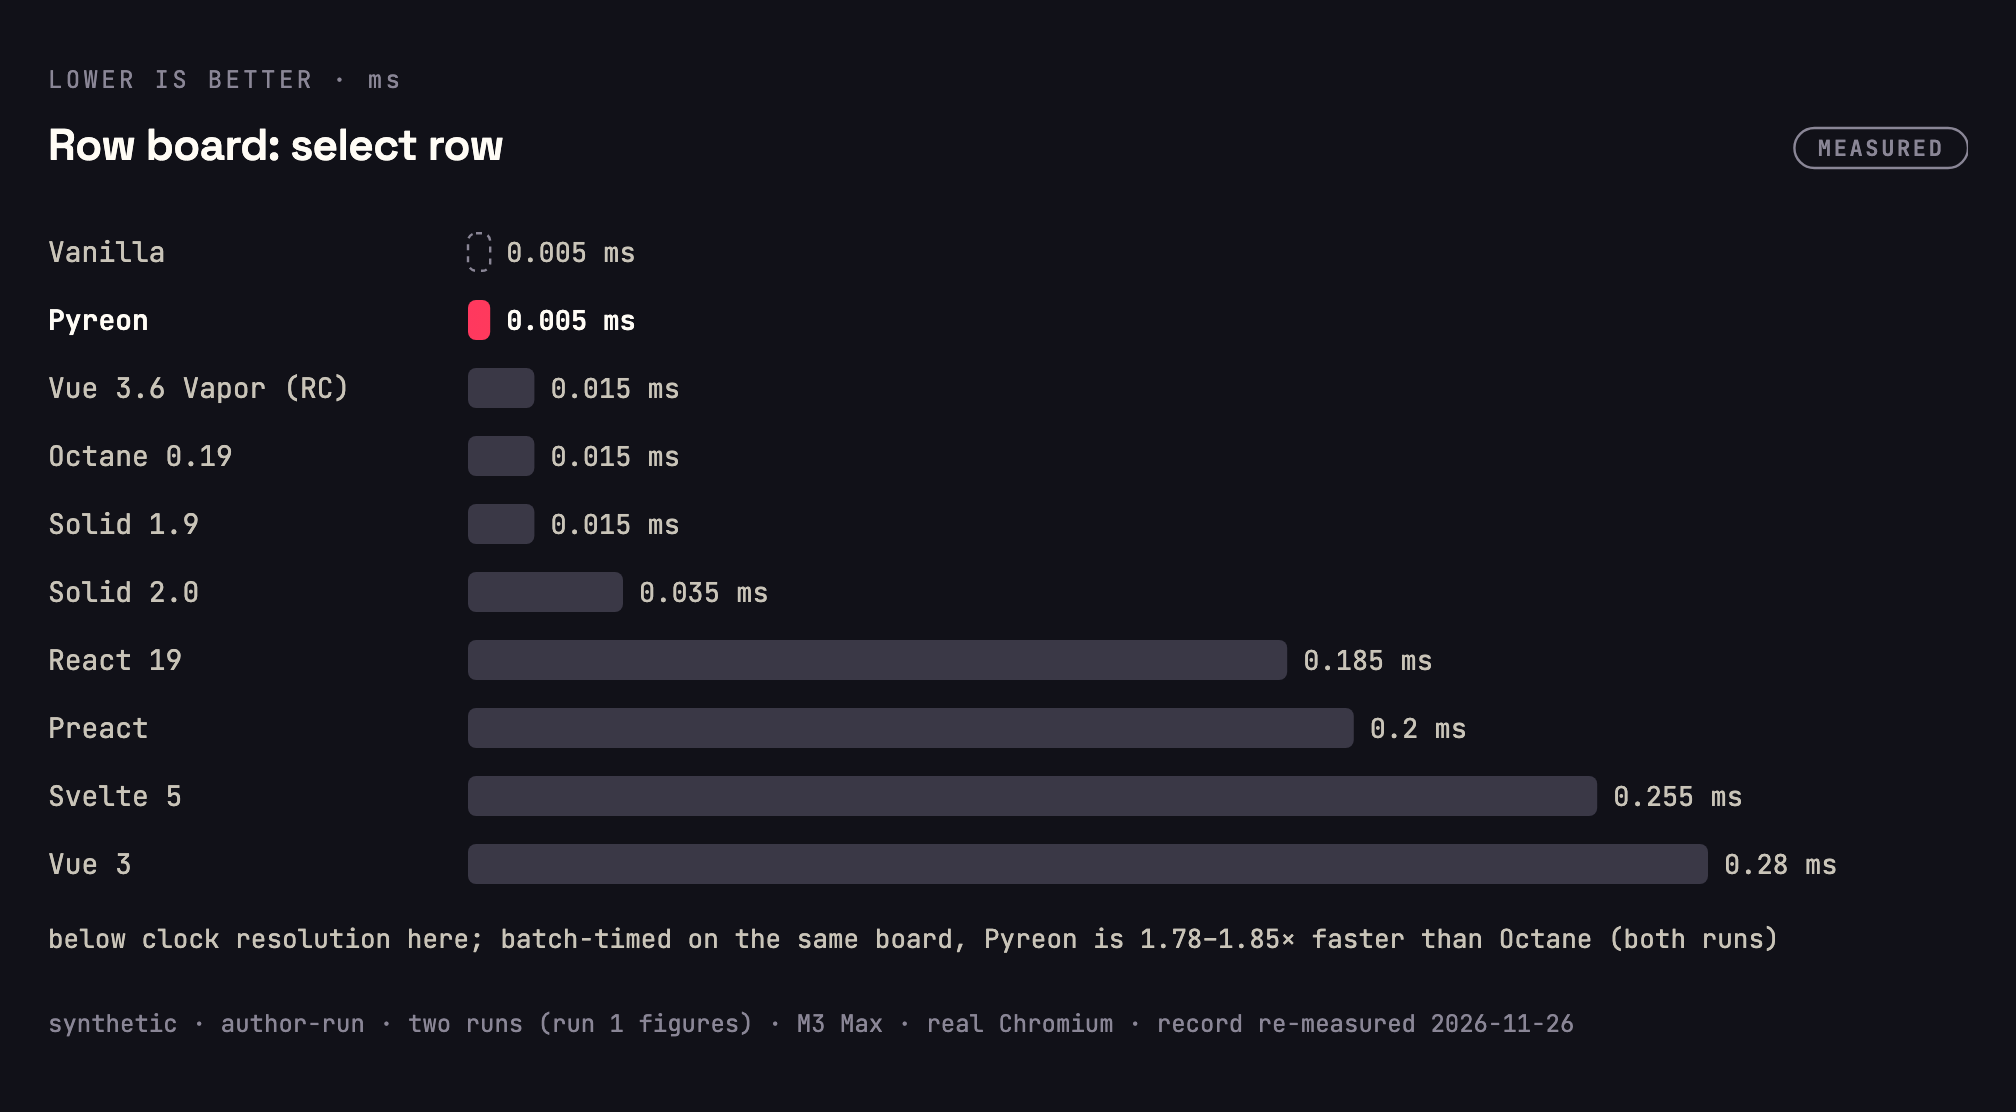 LOWER IS BETTER · ms
Row board: select row
MEASURED
Vanilla 0.005 ms
Pyreon 0.005 ms
Vue 3.6 Vapor (RC) 0.015 ms
Octane 0.19 0.015 ms
Solid 1.9 0.015 ms
Solid 2.0 0.035 ms
React 19 0.185 ms
Preact 0.2 ms
Svelte 5 0.255 ms
Vue 3 0.28 ms
below clock resolution here; batch-timed on the same board, Pyreon is 1.78–1.85× faster than Octane (both runs)
synthetic · author-run · two runs (run 1 figures) · M3 Max · real Chromium · record re-measured 2026-11-26